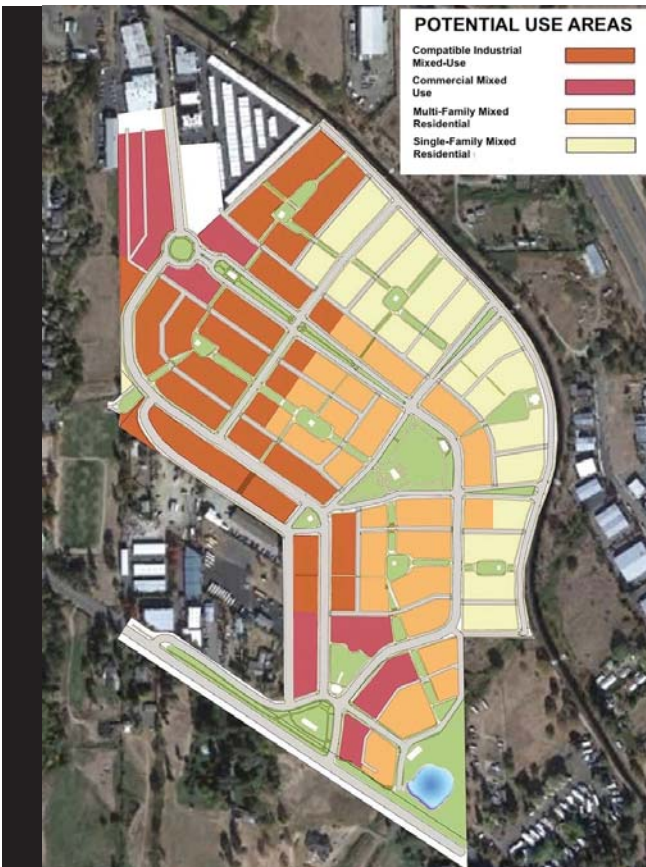 POTENTIAL USE AREAS
Compatible Industrial
Mixed-Use
Commercial Mixed
Use
Multi-Family Mixed
Residential
Single-Family Mixed
Residential